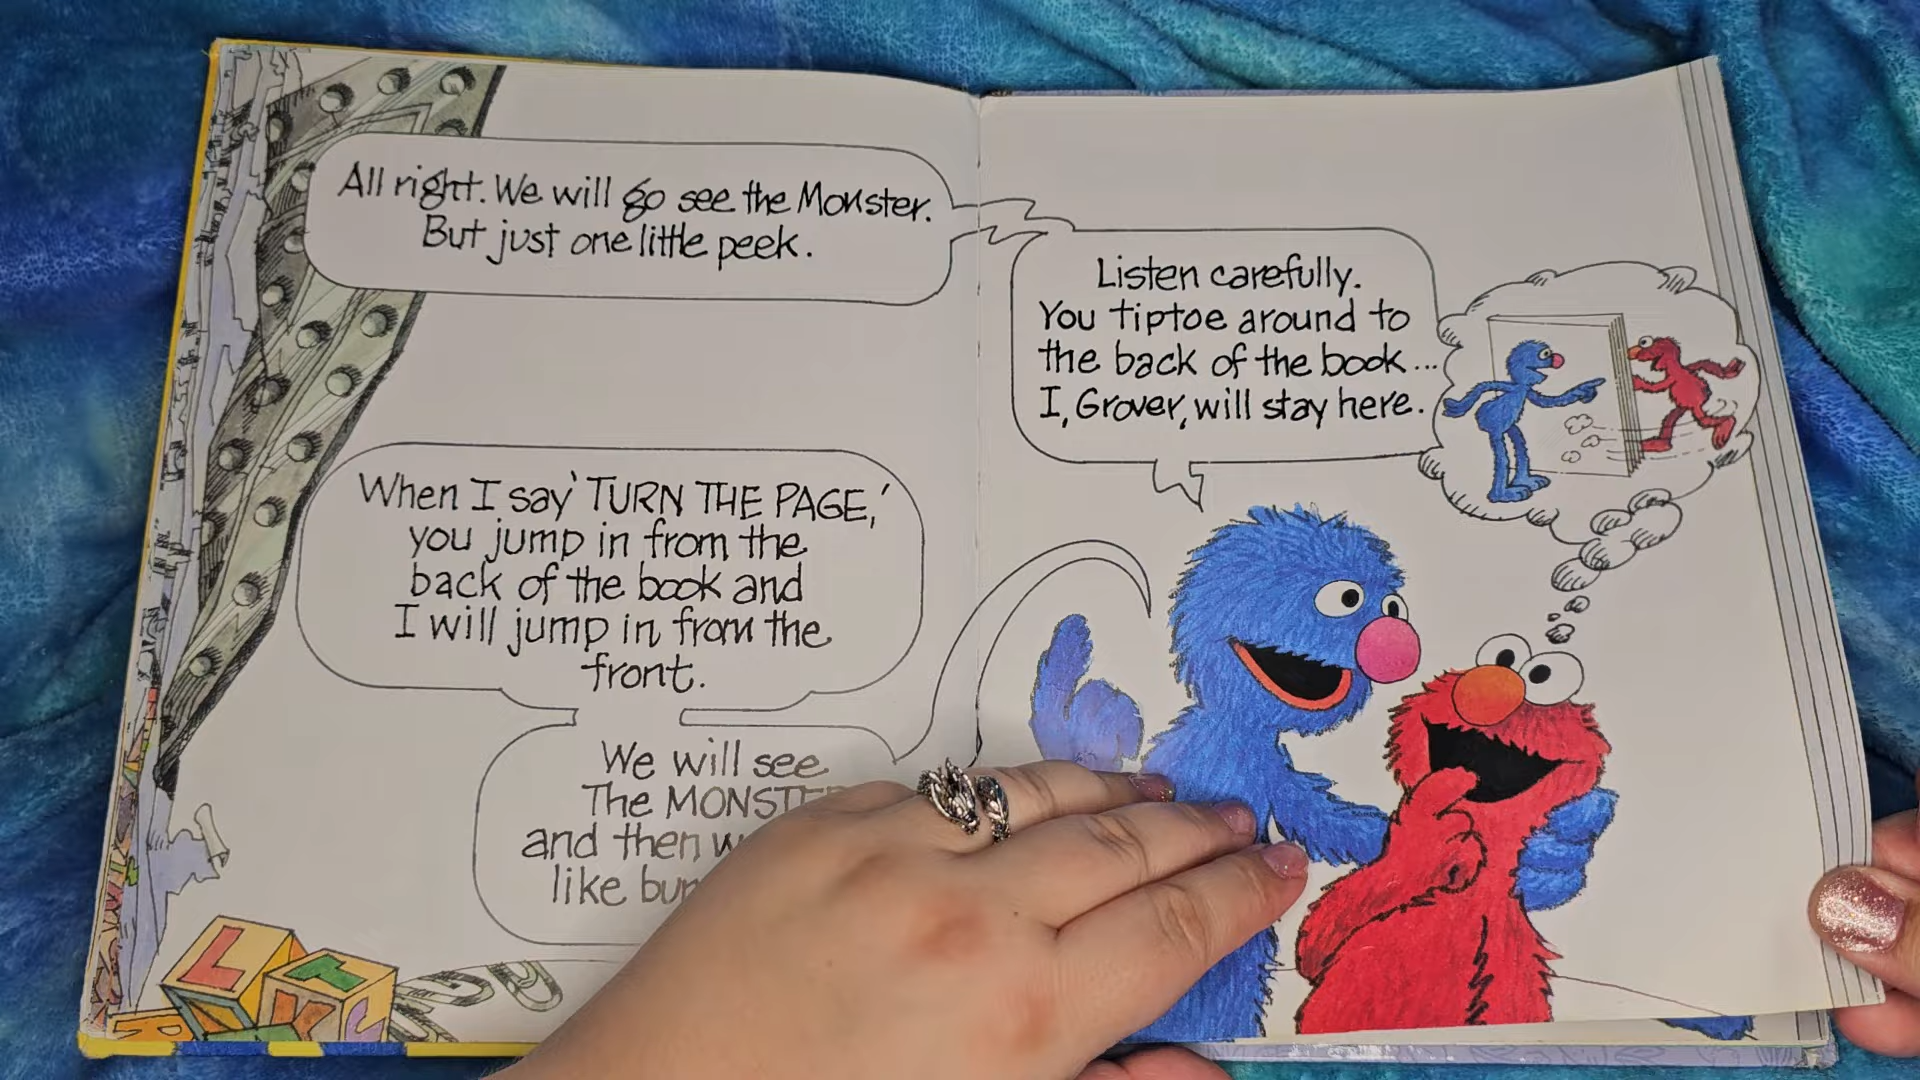 All right. We will go see the Monster.
But just one little peek.
Listen carefully.
You tiptoe around to
the back of the book...
I, Grover, will stay here.
When I say 'TURN THE PAGE,'
you jump in from the
back of the book and
I will jump in from the
front.
We will see
The MONSTER
and then
like
L